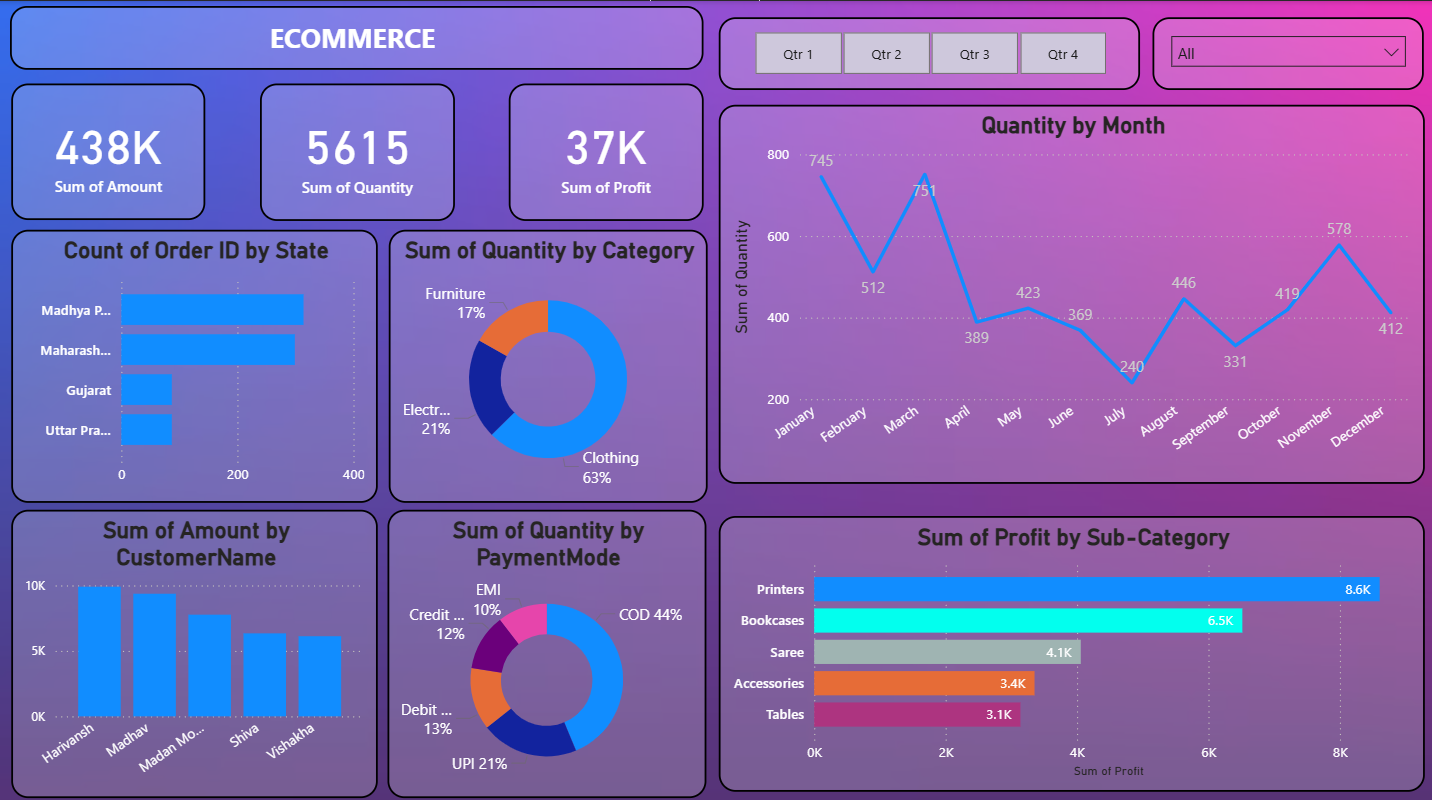 ECOMMERCE
Qtr 1
Qtr 2
Qtr 3
Qtr 4
All
438K
Sum of Amount
5615
Sum of Quantity
37K
Sum of Profit
Quantity by Month
Sum of Quantity
800
600
400
200
745
512
751
389
423
369
240
446
331
419
578
412
January
February
March
April
May
June
July
August
September
October
November
December
Count of Order ID by State
Madhya P...
Maharash...
Gujarat
Uttar Pra...
0
200
400
Sum of Quantity by Category
Furniture
17%
Electr...
21%
Clothing
63%
Sum of Amount by
CustomerName
10K
5K
0K
Harivansh
Madhav
Madan Mo...
Shiva
Vishakha
Sum of Quantity by
PaymentMode
EMI
10%
Credit ...
12%
Debit ...
13%
UPI 21%
COD 44%
Sum of Profit by Sub-Category
Printers
8.6K
Bookcases
6.5K
Saree
4.1K
Accessories
3.4K
Tables
3.1K
0K
2K
4K
6K
8K
Sum of Profit